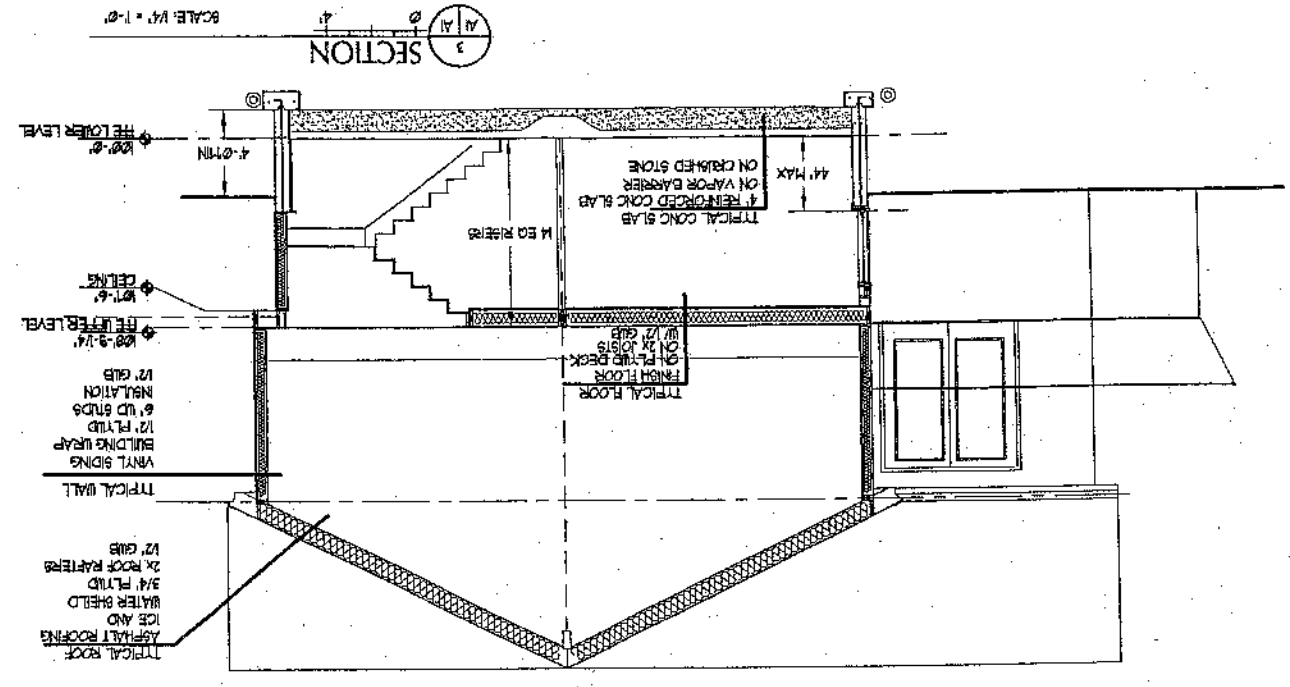 TYPICAL ROOF
ASPHALT ROOFING
ICE AND
WATER SHEILD
3/4" PLYWD
2x ROOF RAFTERS
1/2" GWB
TYPICAL WALL
VINYL SIDING
BUILDING WRAP
1/2" PLYWD
6" WD STUDS
INSULATION
1/2" GWB
TYPICAL FLOOR
FINISH FLOOR
ON PLYWD DECK
ON 2x JOISTS
W/ 1/2" GWB
108'-9-1/4"
FFE UPPER LEVEL
107'-6"
CEILING
14 EQ RISERS
TYPICAL CONC SLAB
4" REINFORCED CONC SLAB
ON VAPOR BARRIER
ON CRUSHED STONE
44" MAX
4'-0 MIN
100'-0"
FFE LOWER LEVEL
3
A1 A1
SECTION
0 4'
SCALE: 1/4" = 1'-0"